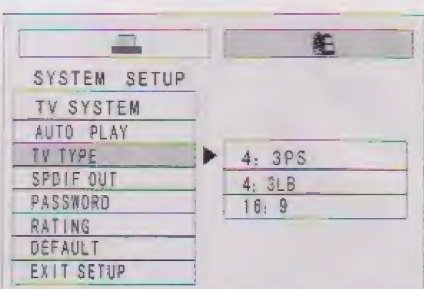 SYSTEM SETUP
TV SYSTEM
AUTO PLAY
TV TYPE
SPDIF OUT
PASSWORD
RATING
DEFAULT
EXIT SETUP
4: 3PS
4: 3LB
16: 9